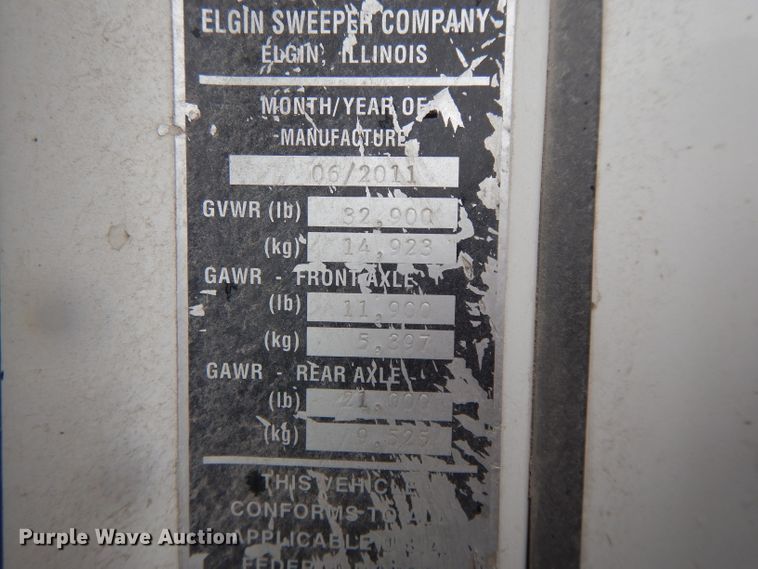 ELGIN SWEEPER COMPANY
ELGIN, ILLINOIS
MONTH/YEAR OF
MANUFACTURE
06/2011
GVWR (lb) 32,900
(kg) 14,923
GAWR - FRONT AXLE
(lb) 11,900
(kg) 5,397
GAWR - REAR AXLE
(lb) 21,000
(kg) 9,525
THIS VEHICLE
CONFORMS TO
APPLICABLE
Purple Wave Auction